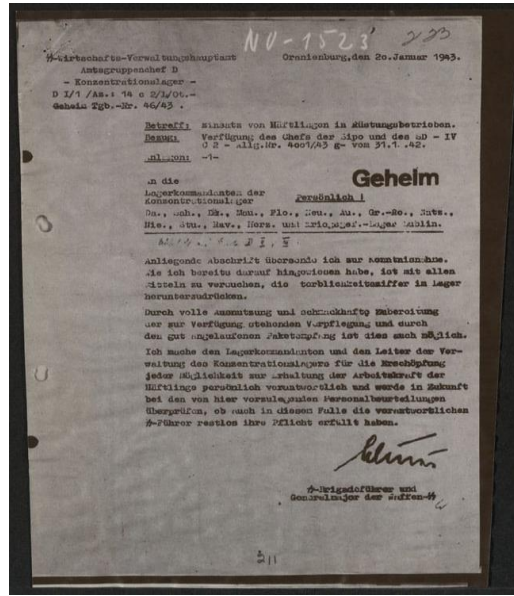 NO-1523
223
ᛋᛋ-Wirtschafts-Verwaltungshauptamt
Oranienburg, den 20. Januar 1943.
Amtsgruppenchef D
- Konzentrationslager -
D I/1 /Az.: 14 c 2/
Geheim Tgb.-Nr. 46/43 .
Betreff: Einsatz von Häftlingen in Rüstungsbetrieben.
Bezug: Verfügung des Chefs der Sipo und des SD - IV
C 2 - Allg.Nr.
Anlagen: -1-
Geheim
An die
Lagerkommandanten der
Konzentrationslager
Persönlich !
Da., Bu., Flo., Neu., Au., Gr.-Ro., Natz.,
Nie., Stu., Rav., Herz. und Kriegsgef.-Lager Lublin.
Anliegende Abschrift übersende ich zur Kenntnisnahme.
Wie ich bereits darauf hingewiesen habe, ist mit allen
Mitteln zu versuchen, die Sterblichkeitsziffer im Lager
herunterzudrücken.
Durch volle Ausnutzung und schmackhafte Zubereitung
der zur Verfügung stehenden Verpflegung und durch
den gut angelaufenen Paketempfang ist dies auch möglich.
Ich mache den Lagerkommandanten und den Leiter der Ver-
waltung des Konzentrationslagers für die Erschöpfung
jeder Möglichkeit zur Erhaltung der Arbeitskraft der
Häftlinge persönlich verantwortlich und werde in Zukunft
bei den von hier vorzulegenden Personalbeurteilungen
überprüfen, ob auch in diesem Falle die verantwortlichen
ᛋᛋ-Führer restlos ihre Pflicht erfüllt haben.
ᛋᛋ-Brigadeführer und
Generalmajor der Waffen-ᛋᛋ
211